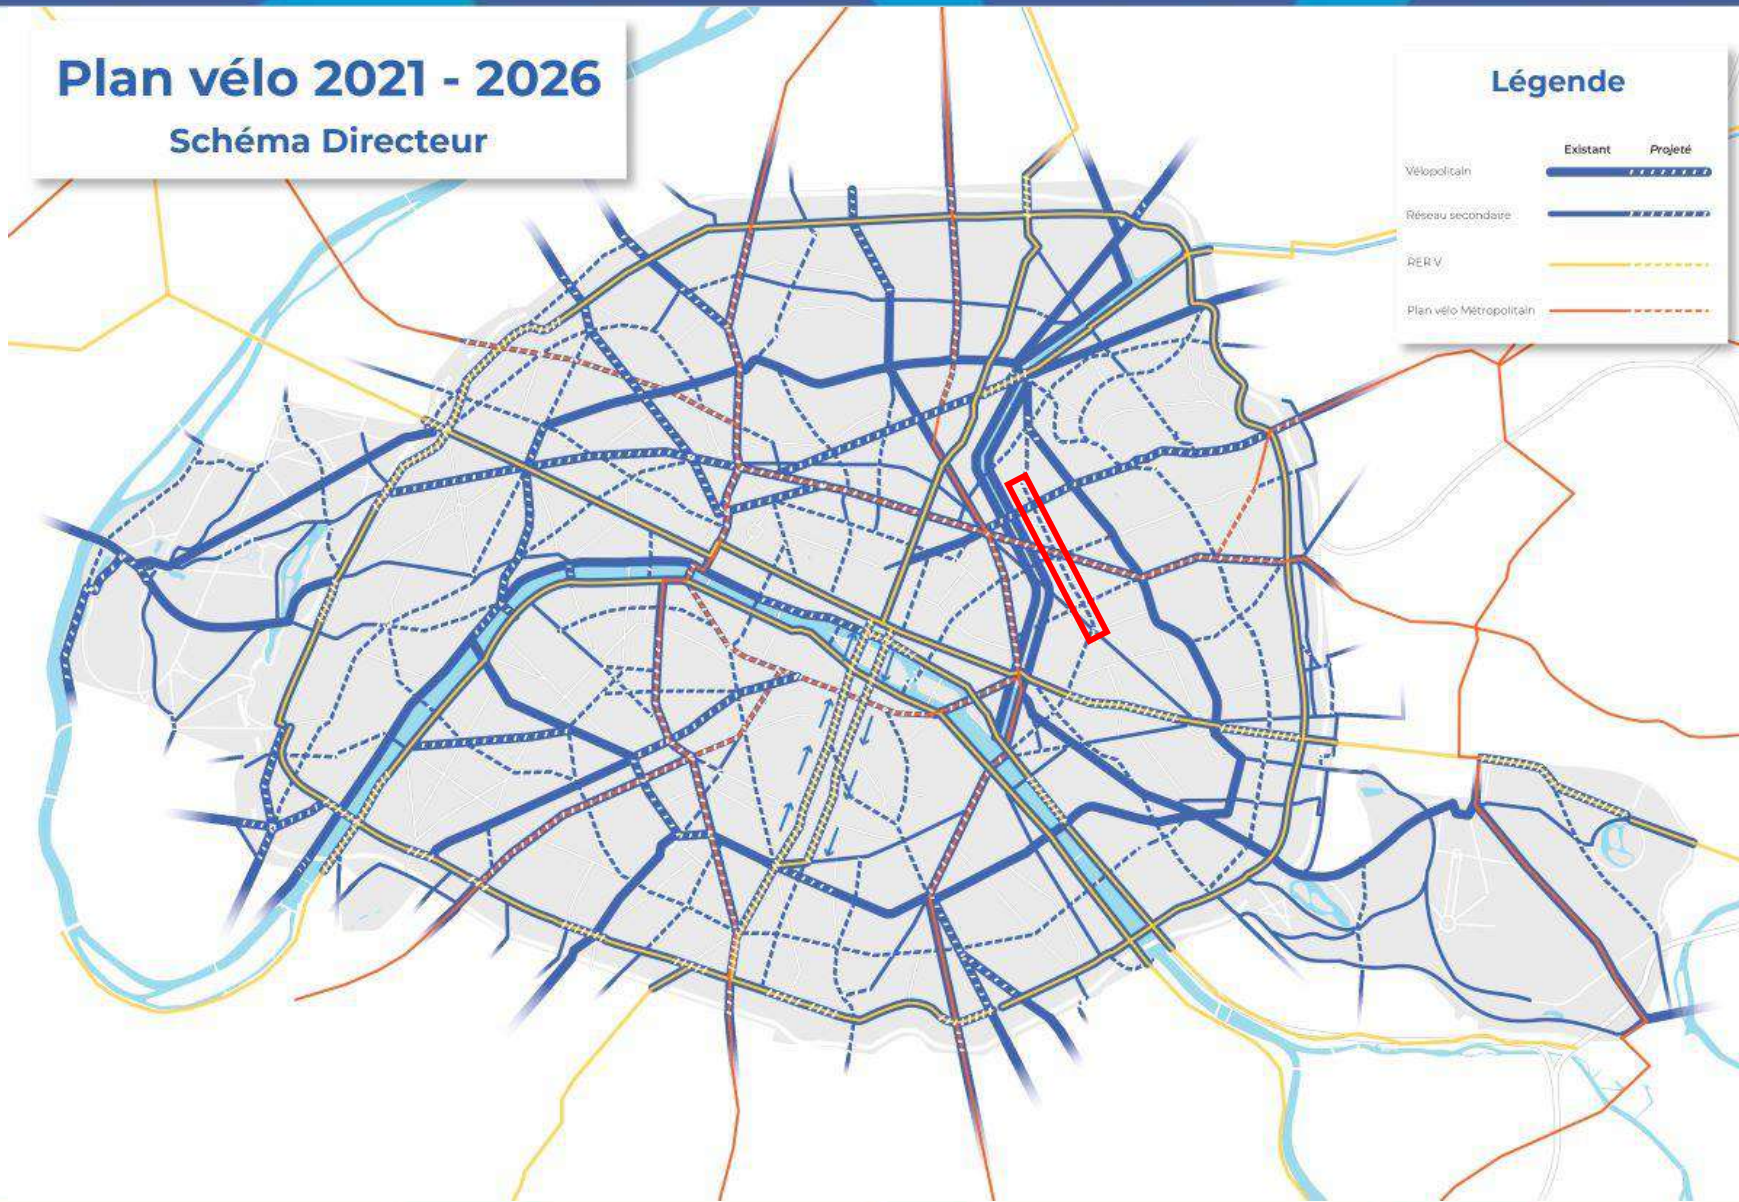 Plan vélo 2021 - 2026
Schéma Directeur
Légende
Existant Projeté
Vélopolitain
Réseau secondaire
RER V
Plan vélo Métropolitain